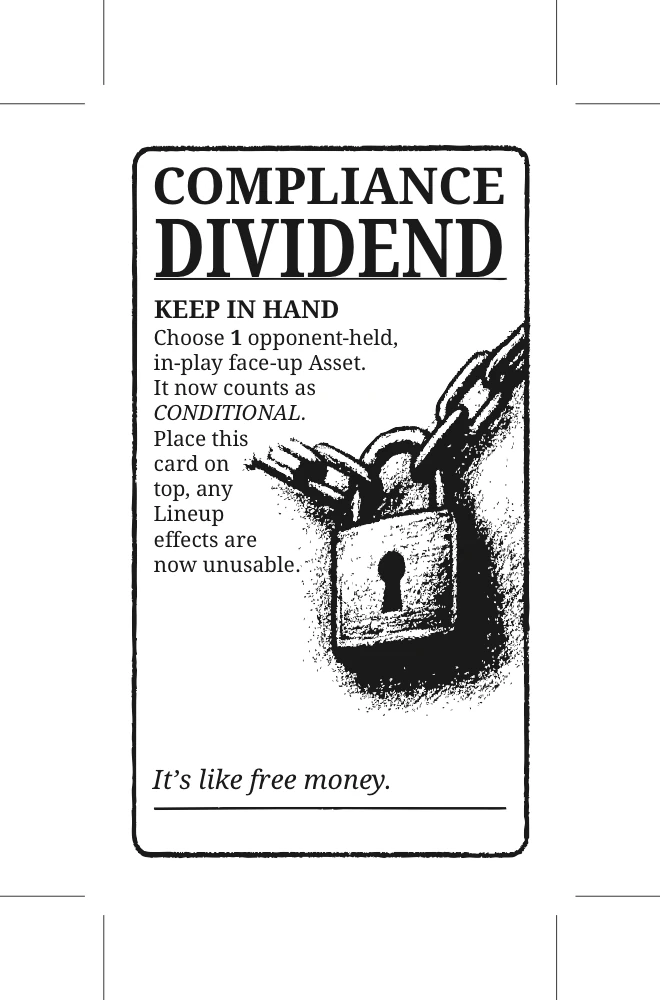 COMPLIANCE
DIVIDEND
KEEP IN HAND
Choose 1 opponent-held,
in-play face-up Asset.
It now counts as
CONDITIONAL.
Place this
card on
top, any
Lineup
effects are
now unusable.
It’s like free money.